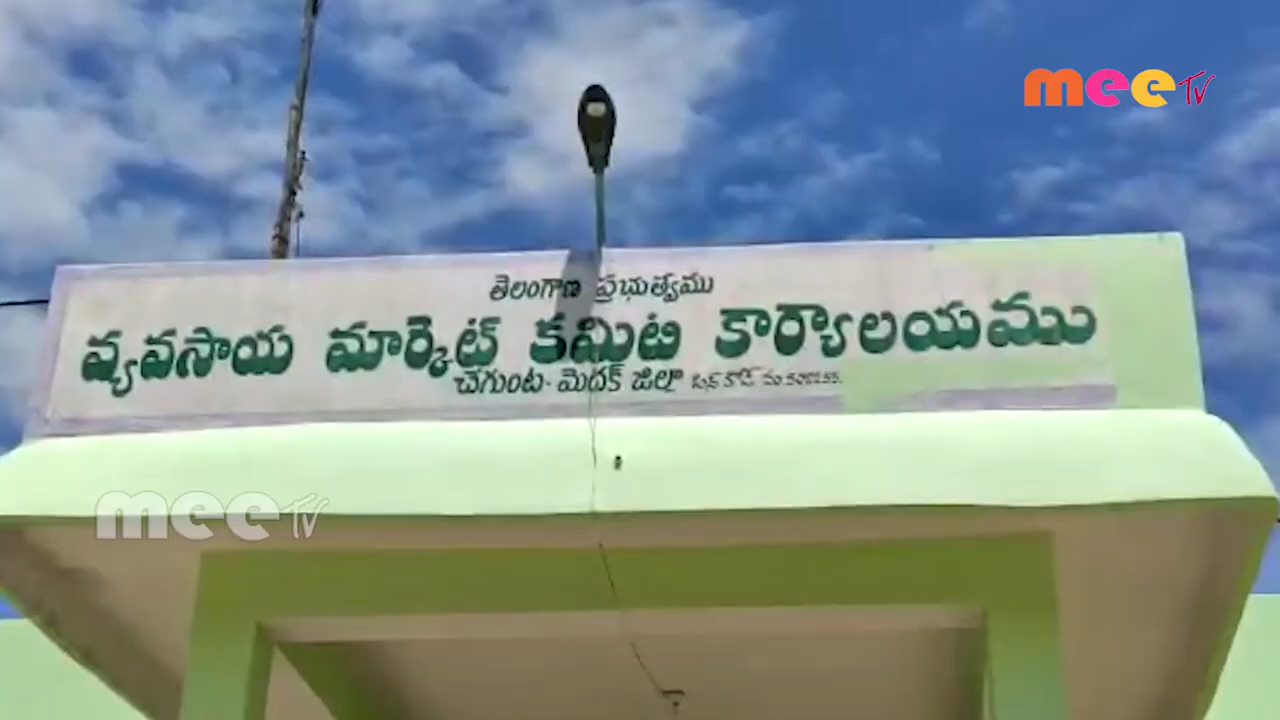 mee TV
తెలంగాణ ప్రభుత్వము
వ్యవసాయ మార్కెట్ కమిటి కార్యాలయము
చేగుంట- మెదక్ జిల్లా పిన్ కోడ్ నం.
mee TV